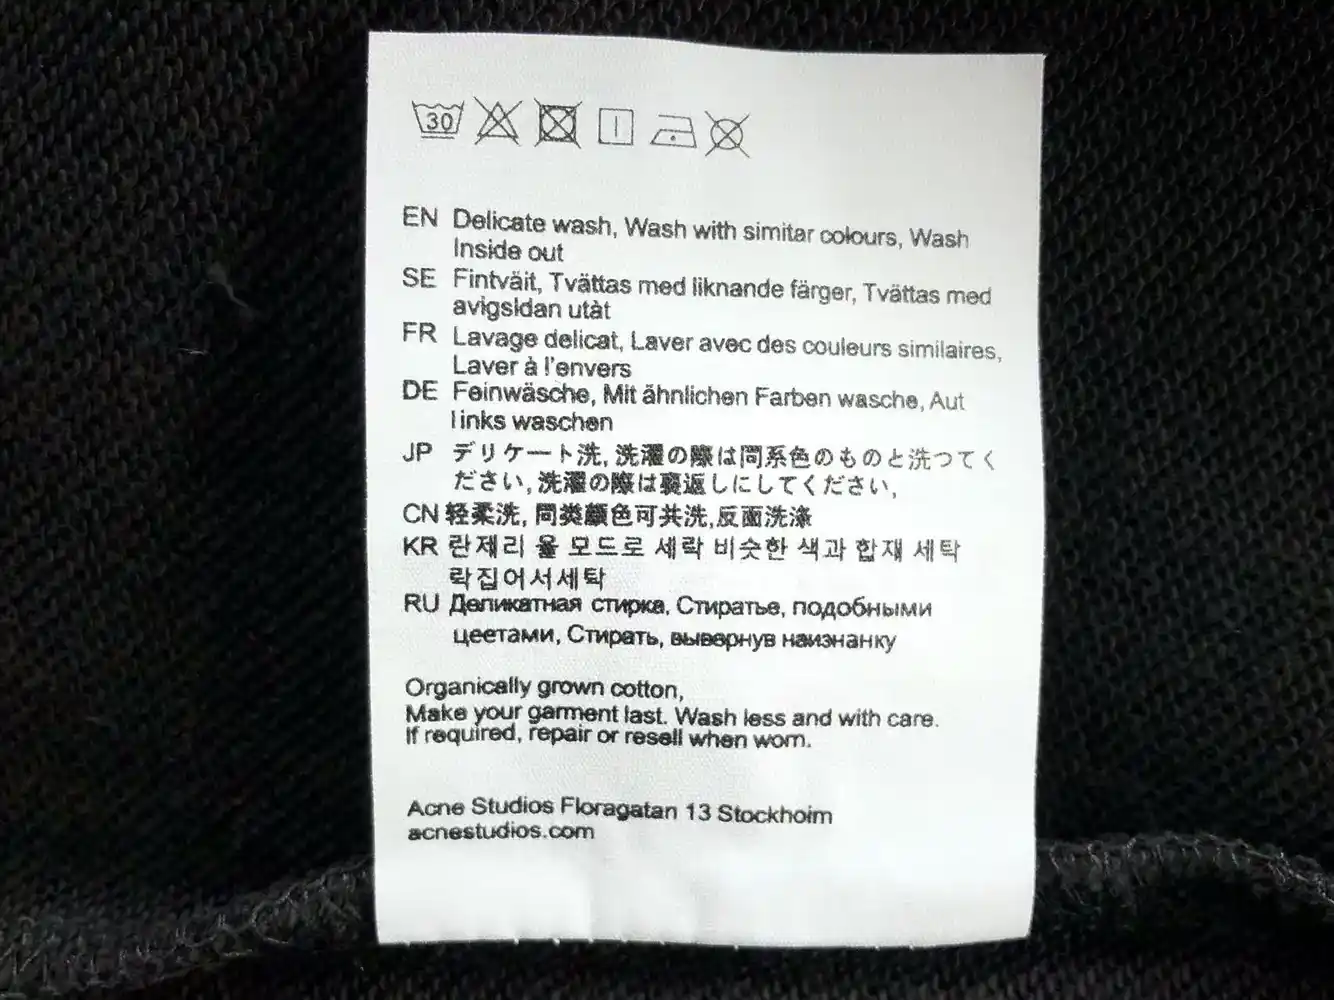 30
EN Delicate wash, Wash with simitar colours, Wash
Inside out
SE Fintväit, Tvättas med liknande färger, Tvättas med
avigsidan utàt
FR Lavage delicat, Laver avec des couleurs similaires,
Laver à l'envers
DE Feinwäsche, Mit ähnlichen Farben wasche, Aut
links waschen
JP デリケート洗, 洗濯の際は同系色のものと洗つてく
ださい, 洗濯の際は裏返しにしてください,
CN 轻柔洗, 同类颜色可共洗,反面洗涤
KR 란제리 울 모드로 세락 비슷한 색과 합재 세탁
락집어서세탁
RU Деликатная стирка, Стиратье, подобными
цеетами, Стирать, вывернув наизнанку
Organically grown cotton,
Make your garment last. Wash less and with care.
If required, repair or resell when worn.
Acne Studios Floragatan 13 Stockhoim
acnestudios.com